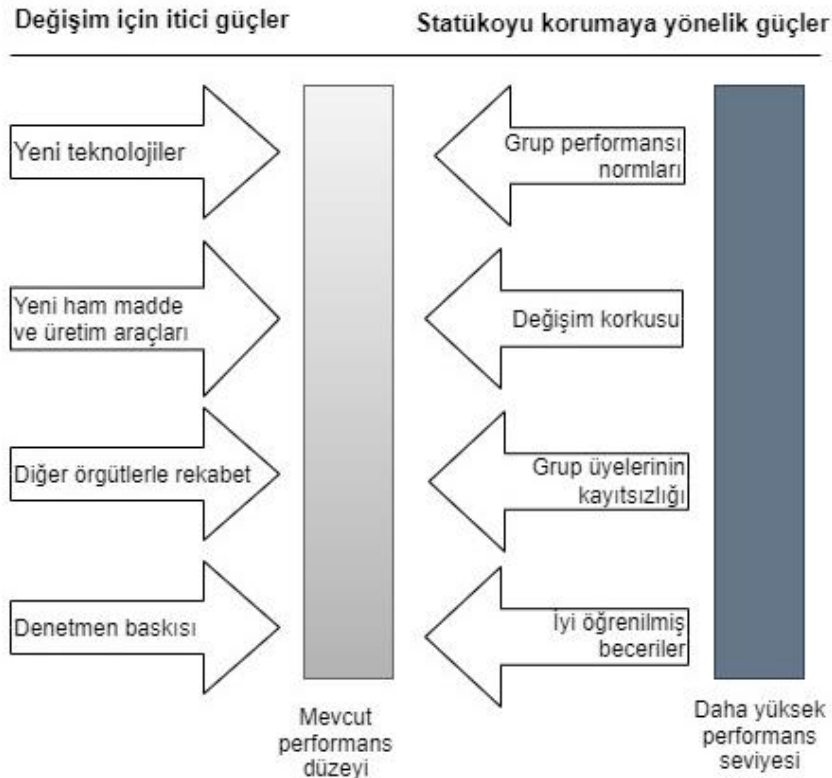 Değişim için itici güçler
Statükoyu korumaya yönelik güçler
Yeni teknolojiler
Grup performansı
normları
Yeni ham madde
ve üretim araçları
Değişim korkusu
Diğer örgütlerle rekabet
Grup üyelerinin
kayıtsızlığı
Denetmen baskısı
İyi öğrenilmiş
beceriler
Mevcut
performans
düzeyi
Daha yüksek
performans
seviyesi